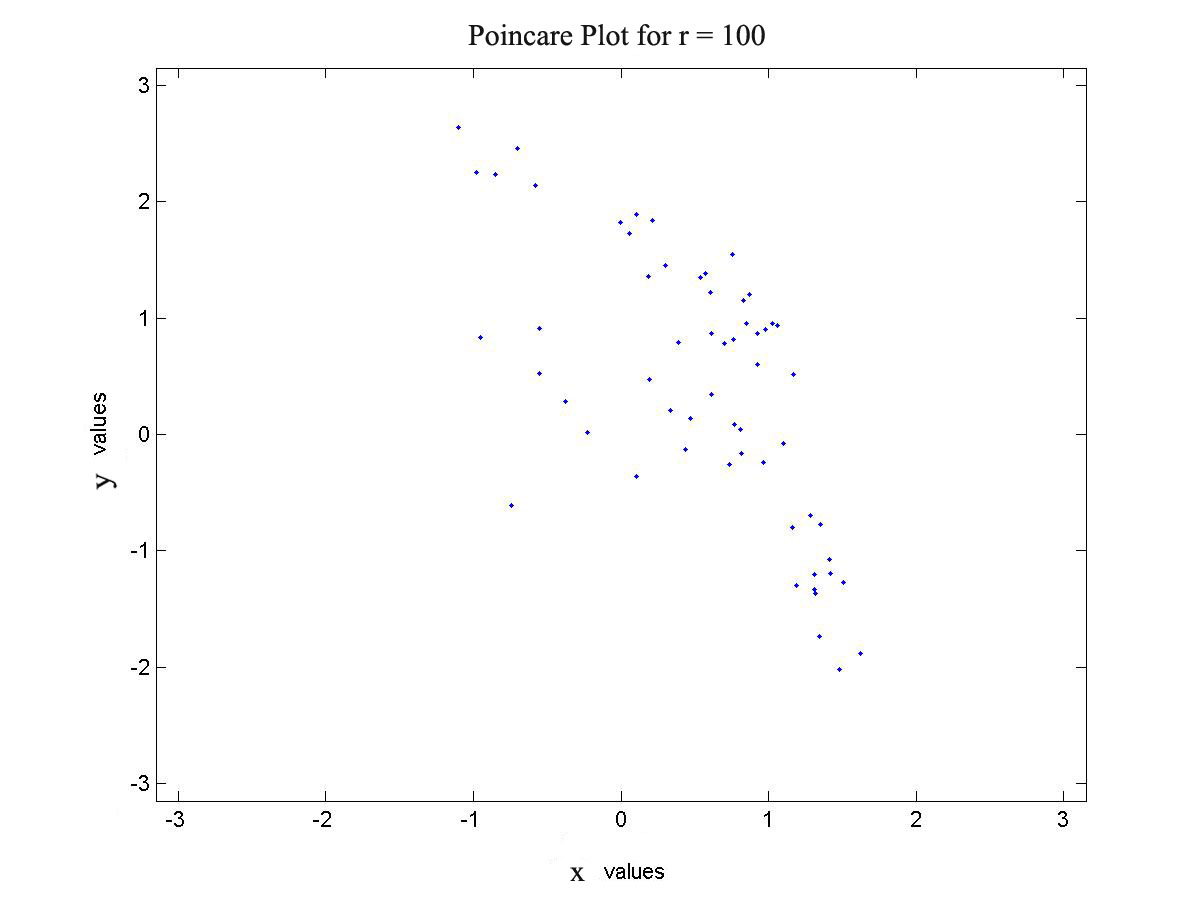 Poincare Plot for r = 100
3
2
1
0
-1
-2
-3
y values
-3 -2 -1 0 1 2 3
x values